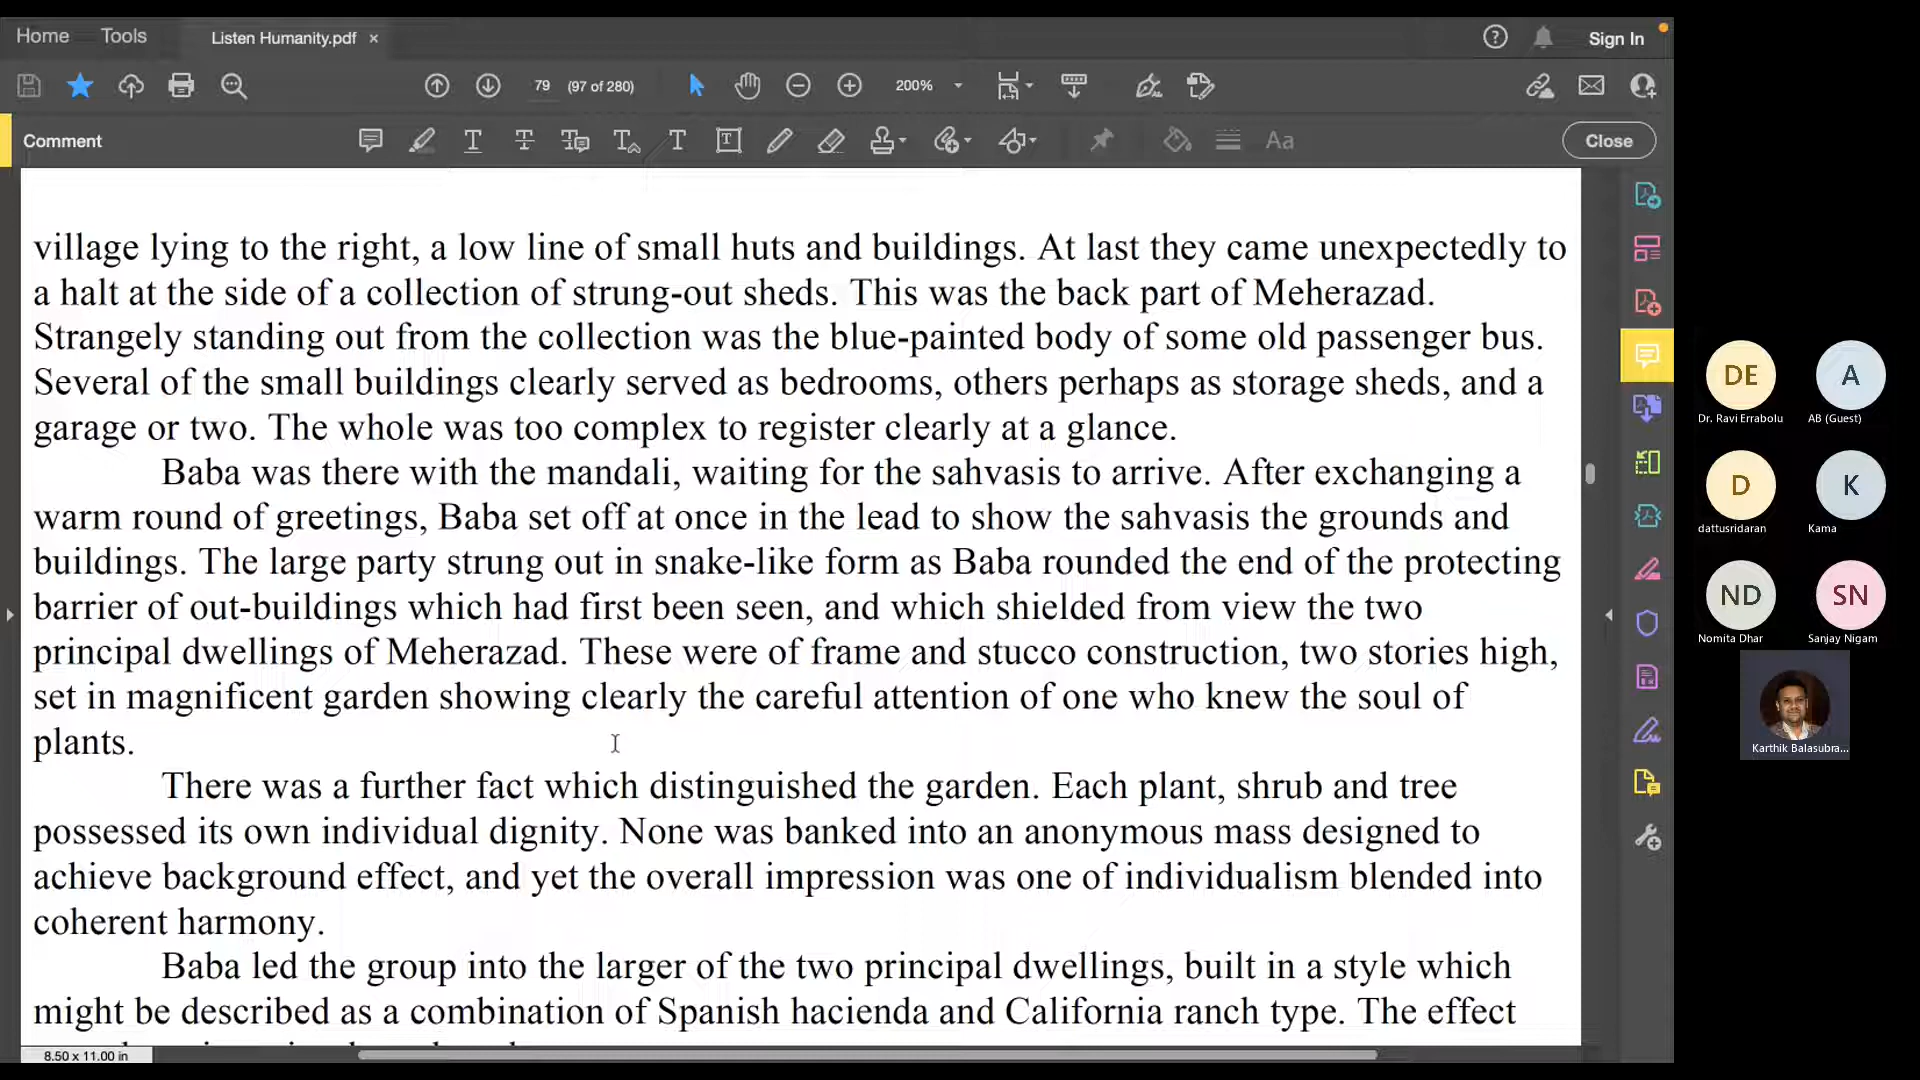 Home Tools Listen Humanity.pdf × Sign In
79 (97 of 280) 200%
Comment Close
village lying to the right, a low line of small huts and buildings. At last they came unexpectedly to
a halt at the side of a collection of strung-out sheds. This was the back part of Meherazad.
Strangely standing out from the collection was the blue-painted body of some old passenger bus.
Several of the small buildings clearly served as bedrooms, others perhaps as storage sheds, and a
garage or two. The whole was too complex to register clearly at a glance.
Baba was there with the mandali, waiting for the sahvasis to arrive. After exchanging a
warm round of greetings, Baba set off at once in the lead to show the sahvasis the grounds and
buildings. The large party strung out in snake-like form as Baba rounded the end of the protecting
barrier of out-buildings which had first been seen, and which shielded from view the two
principal dwellings of Meherazad. These were of frame and stucco construction, two stories high,
set in magnificent garden showing clearly the careful attention of one who knew the soul of
plants.
There was a further fact which distinguished the garden. Each plant, shrub and tree
possessed its own individual dignity. None was banked into an anonymous mass designed to
achieve background effect, and yet the overall impression was one of individualism blended into
coherent harmony.
Baba led the group into the larger of the two principal dwellings, built in a style which
might be described as a combination of Spanish hacienda and California ranch type. The effect
8.50 x 11.00 in
DE A
Dr. Ravi Errabolu AB (Guest)
D K
dattusridaran Kama
ND SN
Nomita Dhar Sanjay Nigam
Karthik Balasubra...